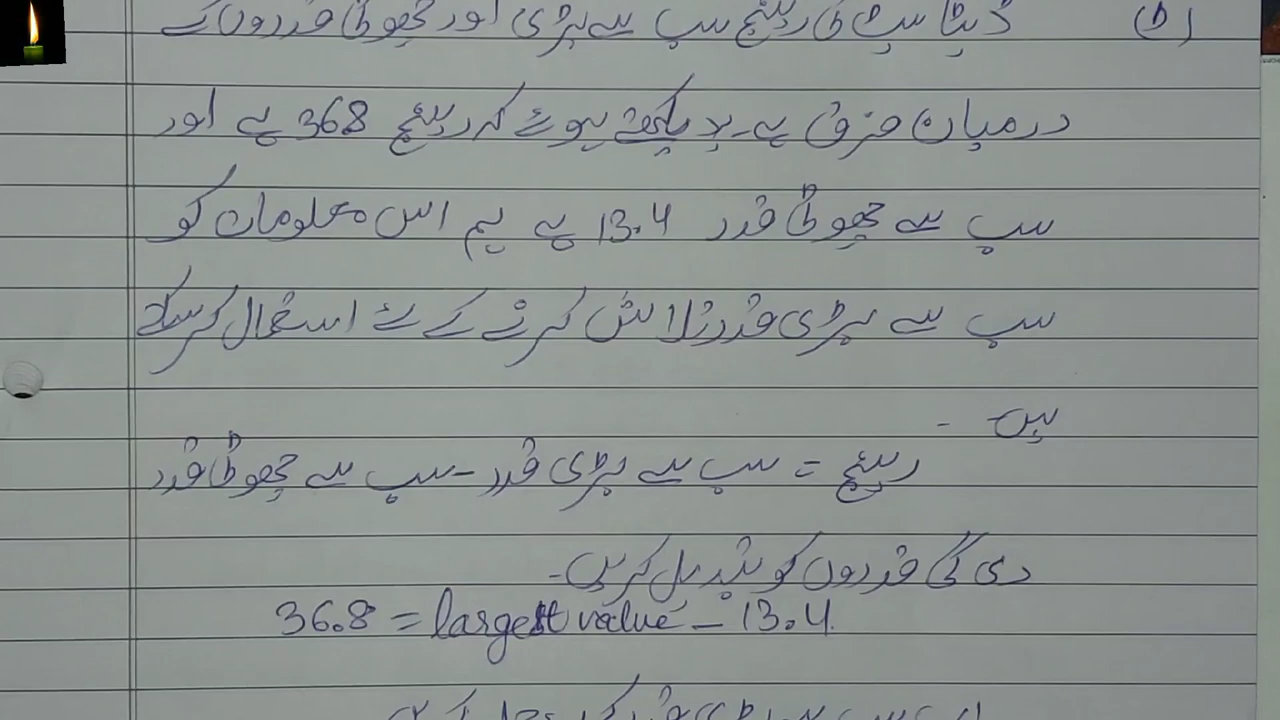 (b) ڈیٹا سیٹ کی رینج سب سے بڑی اور چھوٹی قدروں کے
درمیان فرق ہے۔ یہ دیکھتے ہوئے کہ رینج 368 ہے اور
سب سے چھوٹی قدر 13.4 ہے ہم اس معلومات کو
سب سے بڑی قدر تلاش کرنے کے لئے استعمال کر سکتے
ہیں ۔
رینج = سب سے بڑی قدر - سب سے چھوٹی قدر
دی گئی قدروں کو تبدیل کریں۔
36.8 = largest value - 13.4